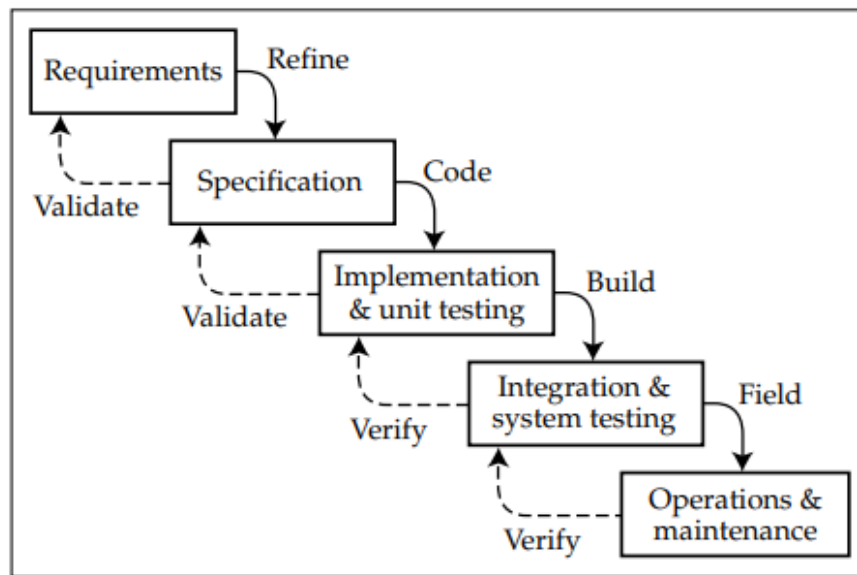 Requirements
Refine
Specification
Code
Validate
Implementation
& unit testing
Build
Validate
Integration &
system testing
Field
Verify
Operations &
maintenance
Verify